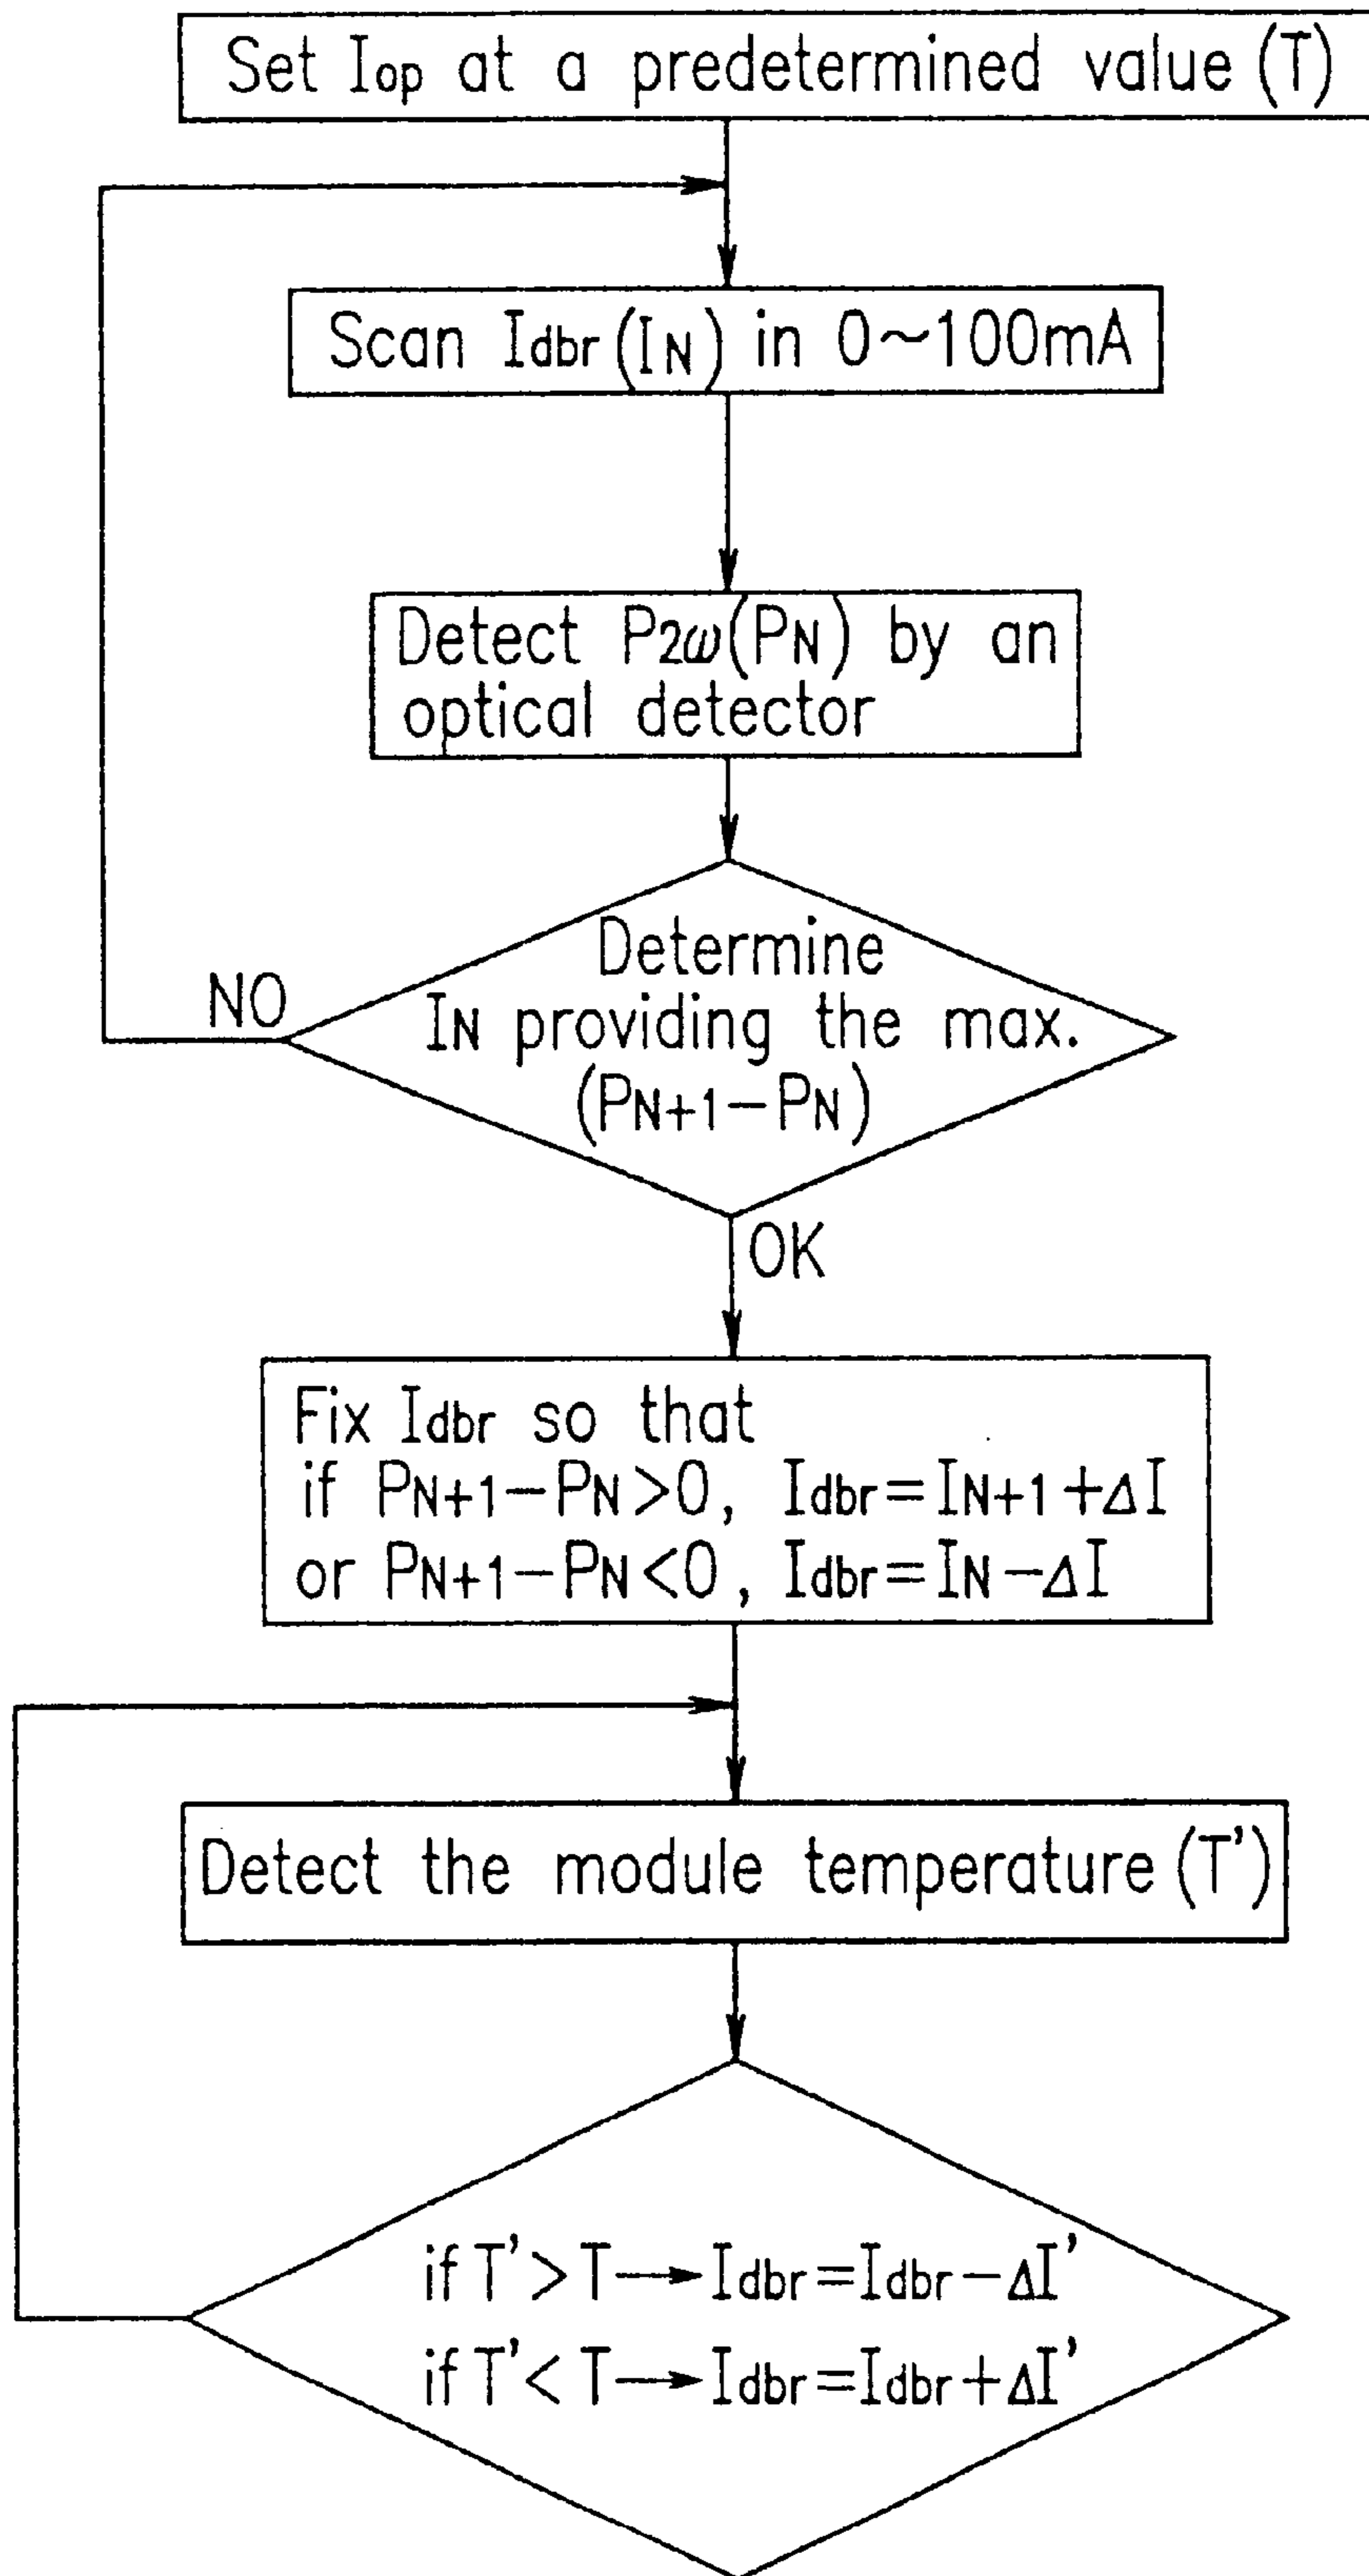 Set Iop at a predetermined value (T)
Scan Idbr (IN) in 0~100mA
Detect P2ω(PN) by an
optical detector
Determine
IN providing the max.
(PN+1−PN)
NO
OK
Fix Idbr so that
if PN+1−PN>0, Idbr=IN+1+ΔI
or PN+1−PN<0, Idbr=IN−ΔI
Detect the module temperature (T')
if T'>T→Idbr=Idbr−ΔI'
if T'<T→Idbr=Idbr+ΔI'